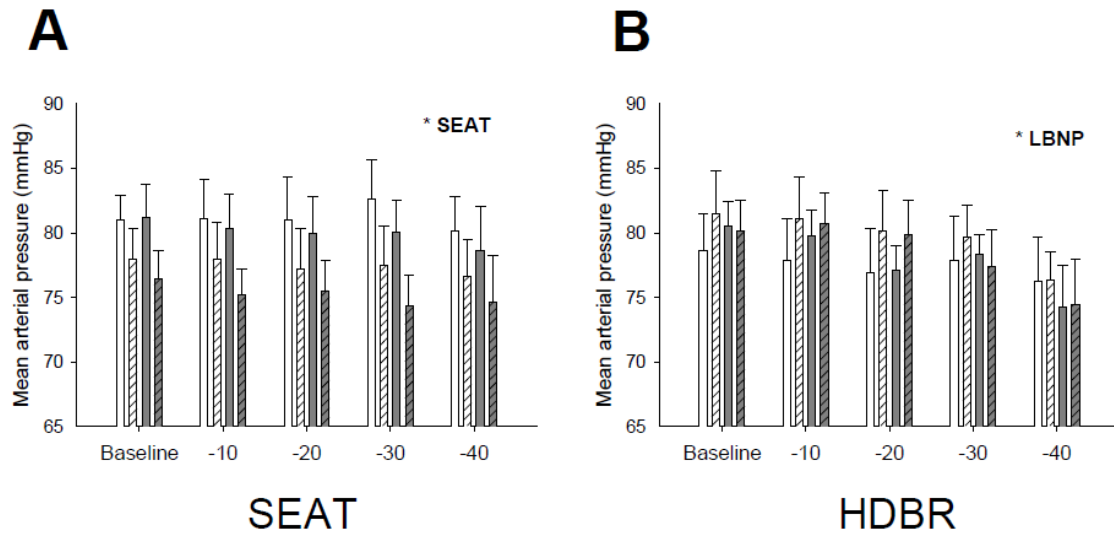 A
Mean arterial pressure (mmHg)
90
85
80
75
70
65
* SEAT
Baseline -10 -20 -30 -40
SEAT
B
Mean arterial pressure (mmHg)
90
85
80
75
70
65
* LBNP
Baseline -10 -20 -30 -40
HDBR